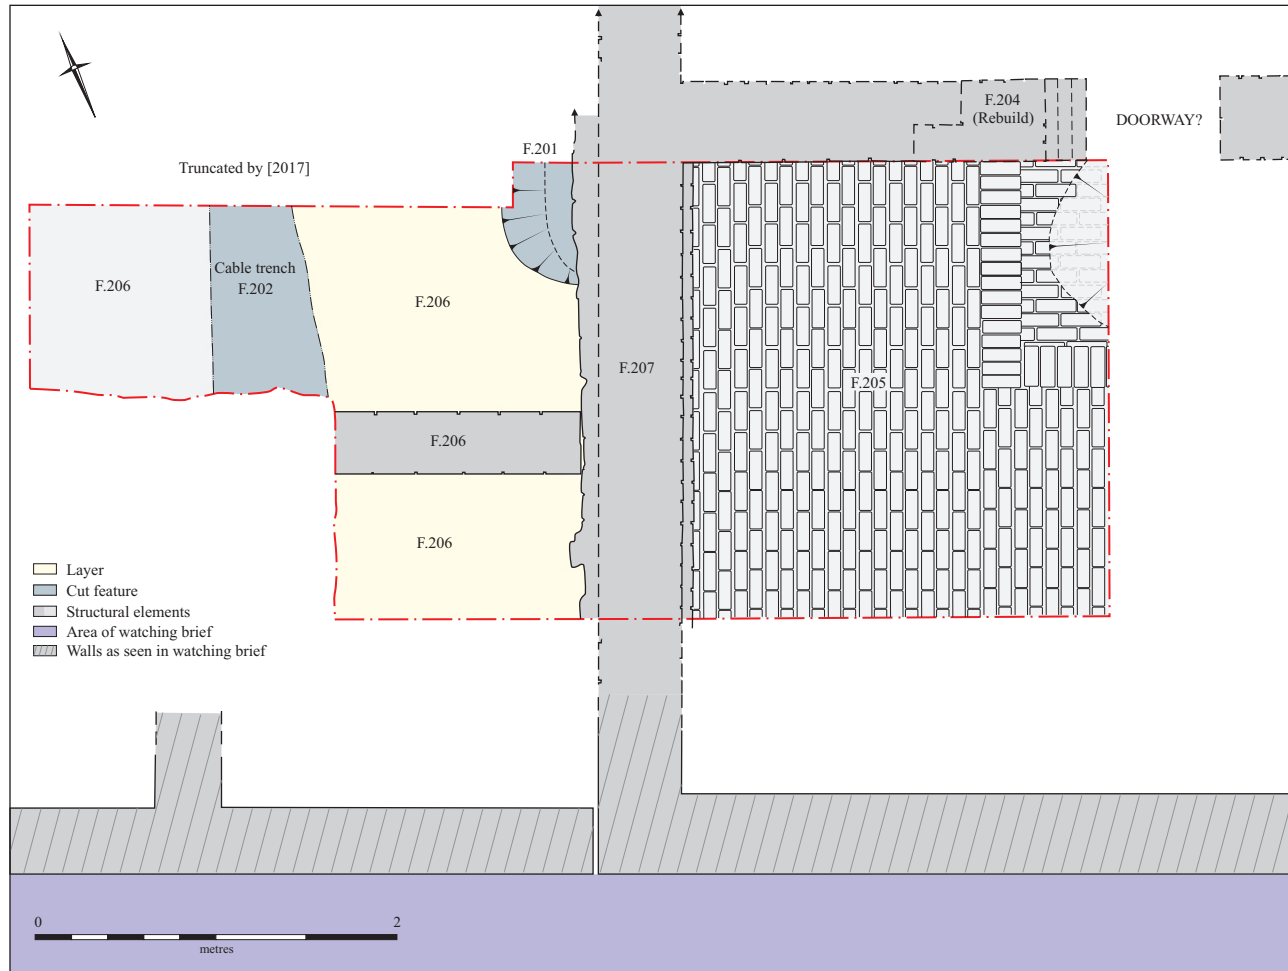 F.204
(Rebuild)
DOORWAY?
F.201
Truncated by [2017]
F.206
Cable trench
F.202
F.206
F.207
F.205
F.206
F.206
Layer
Cut feature
Structural elements
Area of watching brief
Walls as seen in watching brief
0
2
metres